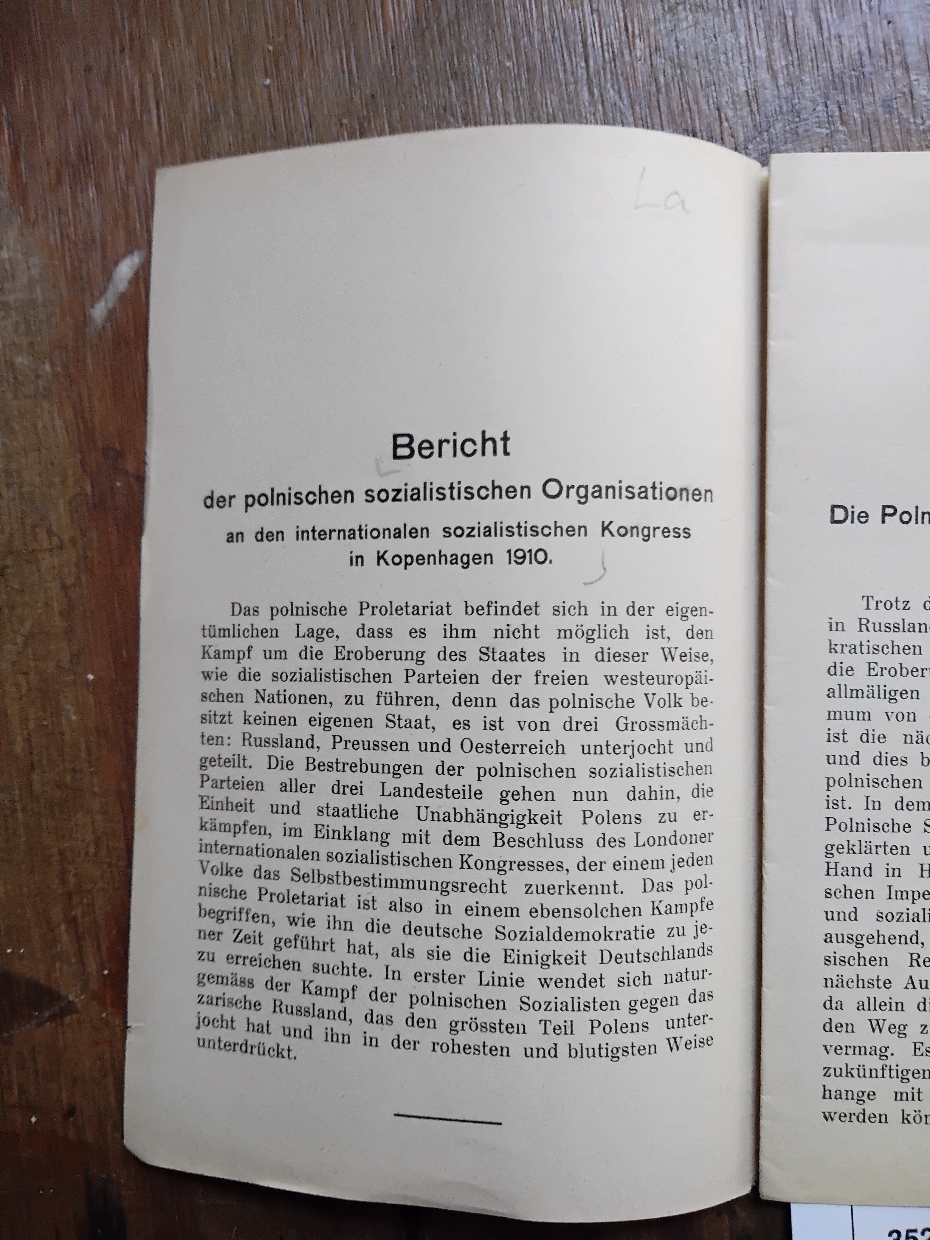 La
Bericht
der polnischen sozialistischen Organisationen
an den internationalen sozialistischen Kongress
in Kopenhagen 1910.
Das polnische Proletariat befindet sich in der eigen-
tümlichen Lage, dass es ihm nicht möglich ist, den
Kampf um die Eroberung des Staates in dieser Weise,
wie die sozialistischen Parteien der freien westeuropäi-
schen Nationen, zu führen, denn das polnische Volk be-
sitzt keinen eigenen Staat, es ist von drei Grossmäch-
ten: Russland, Preussen und Oesterreich unterjocht und
geteilt. Die Bestrebungen der polnischen sozialistischen
Parteien aller drei Landesteile gehen nun dahin, die
Einheit und staatliche Unabhängigkeit Polens zu er-
kämpfen, im Einklang mit dem Beschluss des Londoner
internationalen sozialistischen Kongresses, der einem jeden
Volke das Selbstbestimmungsrecht zuerkennt. Das pol-
nische Proletariat ist also in einem ebensolchen Kampfe
begriffen, wie ihn die deutsche Sozialdemokratie zu je-
ner Zeit geführt hat, als sie die Einigkeit Deutschlands
zu erreichen suchte. In erster Linie wendet sich natur-
gemäss der Kampf der polnischen Sozialisten gegen das
zarische Russland, das den grössten Teil Polens unter-
jocht hat und ihn in der rohesten und blutigsten Weise
unterdrückt.
Die Poln
Trotz d
in Russlan
kratischen
die Erober
allmäligen
mum von
ist die näc
und dies b
polnischen
ist. In dem
Polnische S
geklärten u
Hand in H
schen Impe
und soziali
ausgehend,
sischen Re
nächste Au
da allein di
den Weg z
vermag. Es
zukünftigen
hange mit
werden kön
352